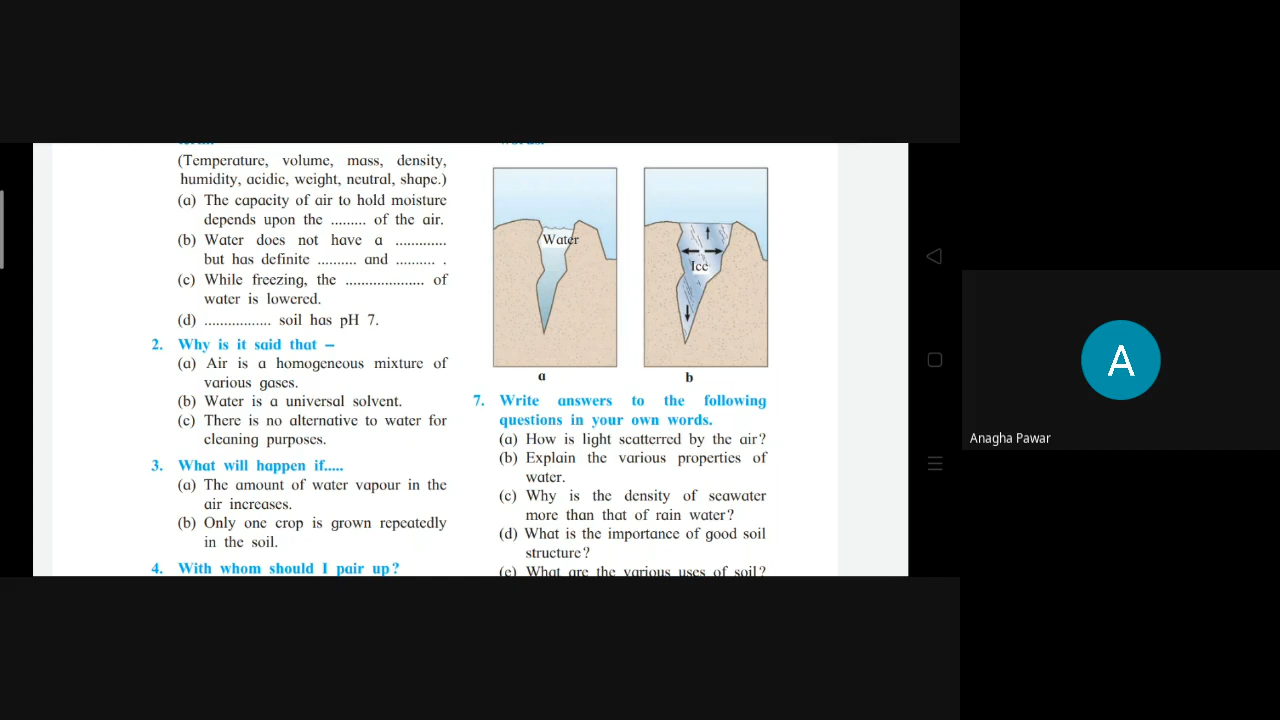 (Temperature, volume, mass, density,
humidity, acidic, weight, neutral, shape.)
(a) The capacity of air to hold moisture
depends upon the ......... of the air.
(b) Water does not have a .............
but has definite .......... and .......... .
(c) While freezing, the .................... of
water is lowered.
(d) ................. soil has pH 7.
2. Why is it said that –
(a) Air is a homogeneous mixture of
various gases.
(b) Water is a universal solvent.
(c) There is no alternative to water for
cleaning purposes.
3. What will happen if.....
(a) The amount of water vapour in the
air increases.
(b) Only one crop is grown repeatedly
in the soil.
4. With whom should I pair up?
words.
Water
Ice
a
b
7. Write answers to the following
questions in your own words.
(a) How is light scatterred by the air?
(b) Explain the various properties of
water.
(c) Why is the density of seawater
more than that of rain water?
(d) What is the importance of good soil
structure?
(e) What are the various uses of soil?
A
Anagha Pawar